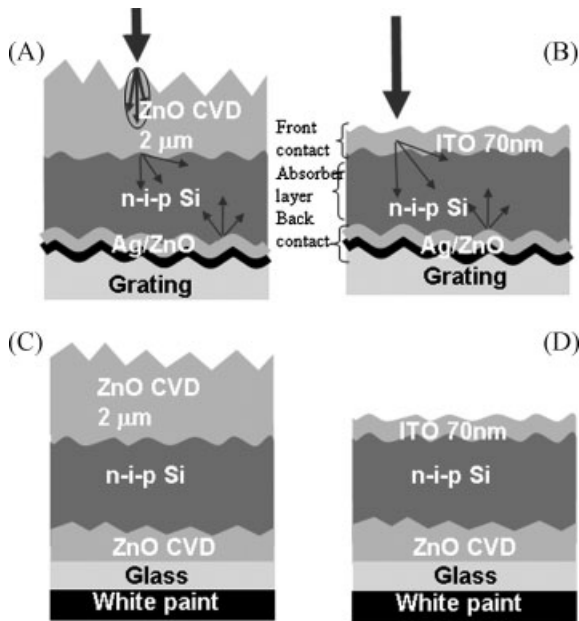 (A)
ZnO CVD
2 μm
n-i-p Si
Ag/ZnO
Grating
(B)
Front
contact
Absorber
layer
Back
contact
ITO 70nm
n-i-p Si
Ag/ZnO
Grating
(C)
ZnO CVD
2 μm
n-i-p Si
ZnO CVD
Glass
White paint
(D)
ITO 70nm
n-i-p Si
ZnO CVD
Glass
White paint